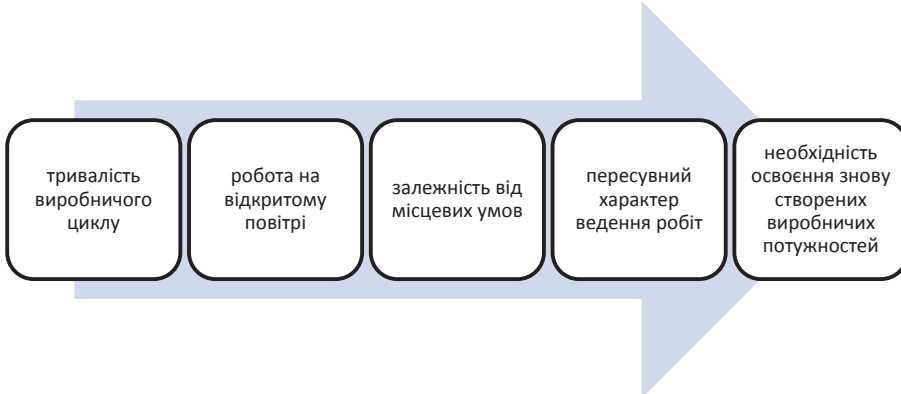 тривалість
виробничого
циклу
робота на
відкритому
повітрі
залежність від
місцевих умов
пересувний
характер
ведення робіт
необхідність
освоєння знову
створених
виробничих
потужностей